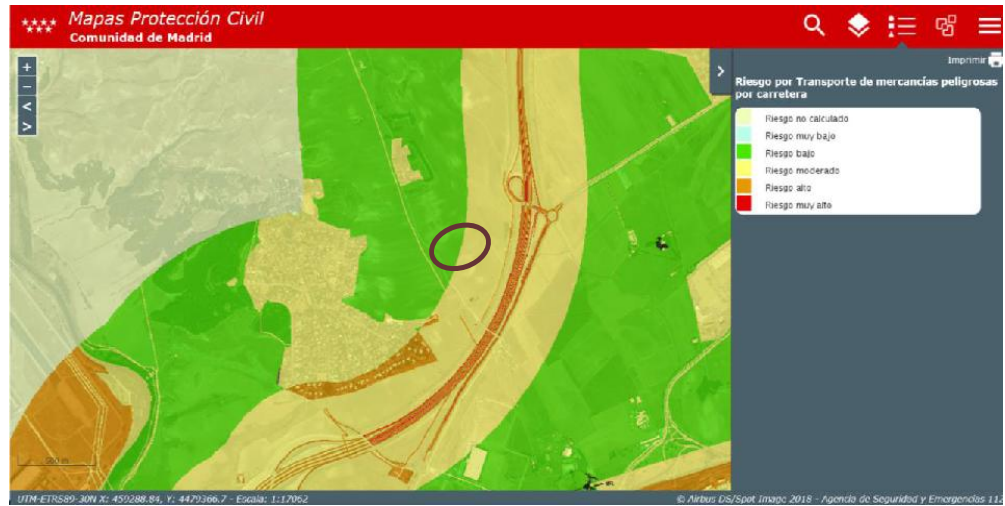 Mapas Protección Civil
Comunidad de Madrid
Imprimir
+
−
<
>
>
Riesgo por Transporte de mercancías peligrosas
por carretera
Riesgo no calculado
Riesgo muy bajo
Riesgo bajo
Riesgo moderado
Riesgo alto
Riesgo muy alto
500 m
UTM-ETRS89-30N X: 459288.84, Y: 4479366.7 - Escala: 1:17062
© Airbus DS/Spot Image 2018 - Agencia de Seguridad y Emergencias 112